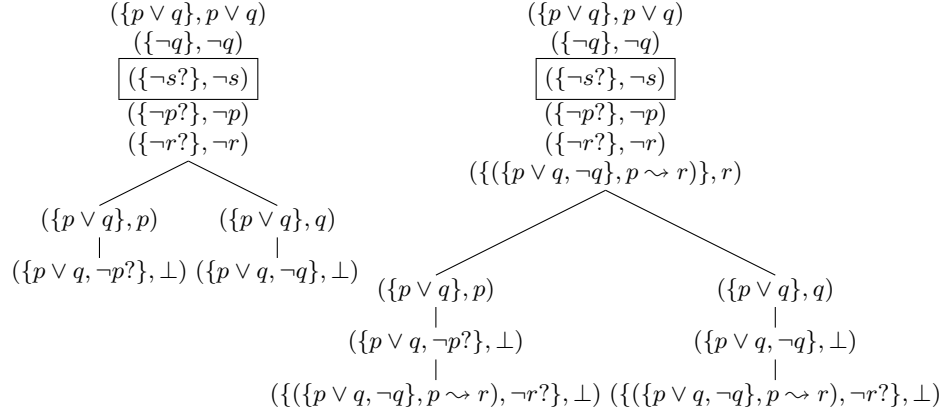 ({p ∨ q}, p ∨ q)
({¬q}, ¬q)
({¬s?}, ¬s)
({¬p?}, ¬p)
({¬r?}, ¬r)
({p ∨ q}, p) ({p ∨ q}, q)
({p ∨ q, ¬p?}, ⊥) ({p ∨ q, ¬q}, ⊥)
({p ∨ q}, p ∨ q)
({¬q}, ¬q)
({¬s?}, ¬s)
({¬p?}, ¬p)
({¬r?}, ¬r)
({({p ∨ q, ¬q}, p ⇝ r)}, r)
({p ∨ q}, p) ({p ∨ q}, q)
({p ∨ q, ¬p?}, ⊥) ({p ∨ q, ¬q}, ⊥)
({({p ∨ q, ¬q}, p ⇝ r), ¬r?}, ⊥) ({({p ∨ q, ¬q}, p ⇝ r), ¬r?}, ⊥)